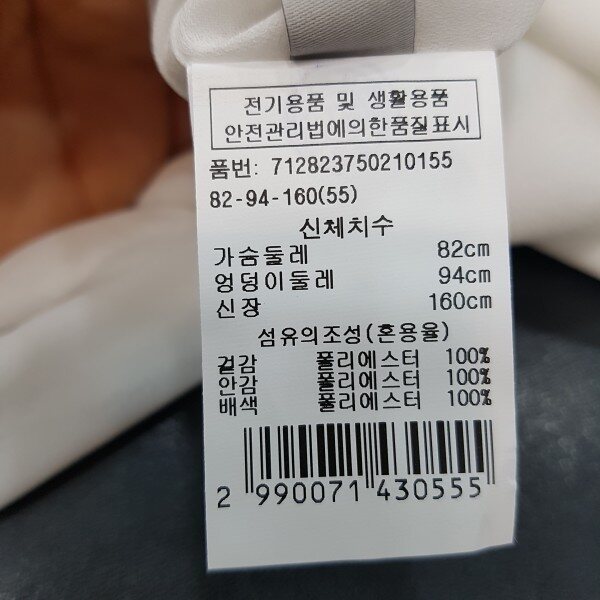 전기용품 및 생활용품
안전관리법에의한품질표시
품번: 712823750210155
82-94-160(55)
신체치수
가슴둘레 82cm
엉덩이둘레 94cm
신장 160cm
섬유의조성(혼용율)
겉감 폴리에스터 100%
안감 폴리에스터 100%
배색 폴리에스터 100%
2 990071 430555